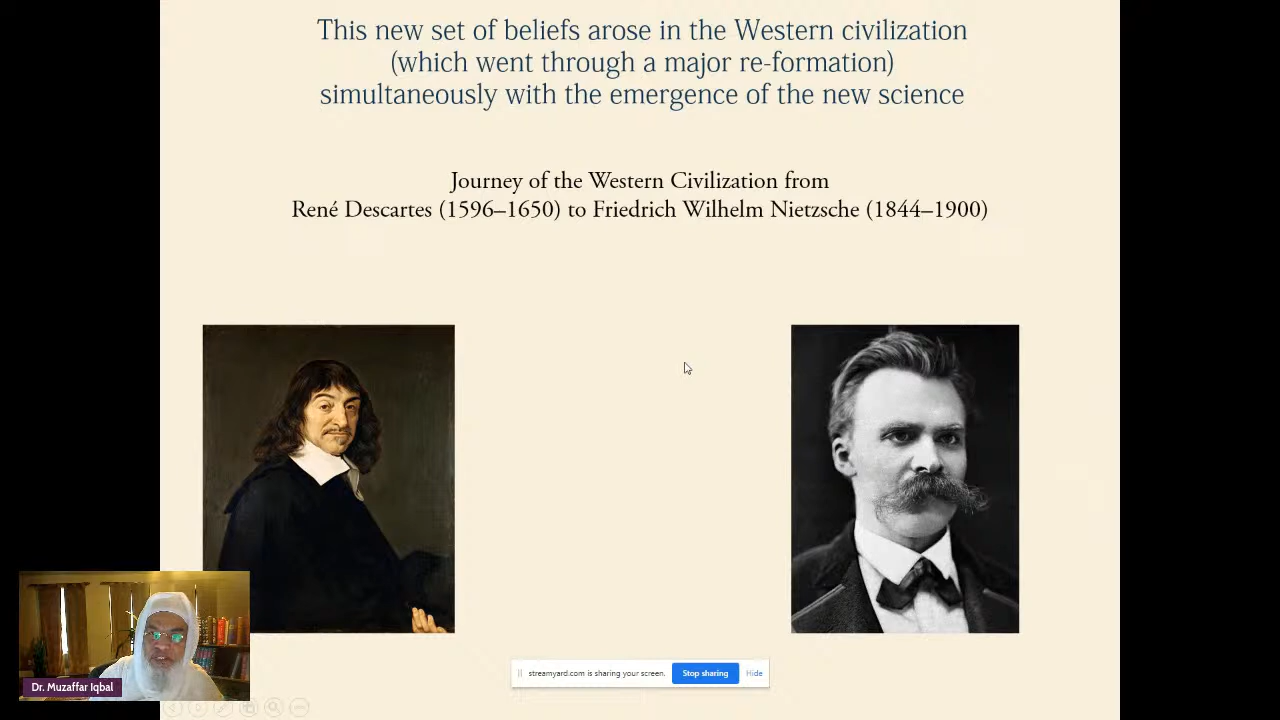 This new set of beliefs arose in the Western civilization
(which went through a major re-formation)
simultaneously with the emergence of the new science
Journey of the Western Civilization from
René Descartes (1596–1650) to Friedrich Wilhelm Nietzsche (1844–1900)
Dr. Muzaffar Iqbal
streamyard.com is sharing your screen. Stop sharing Hide